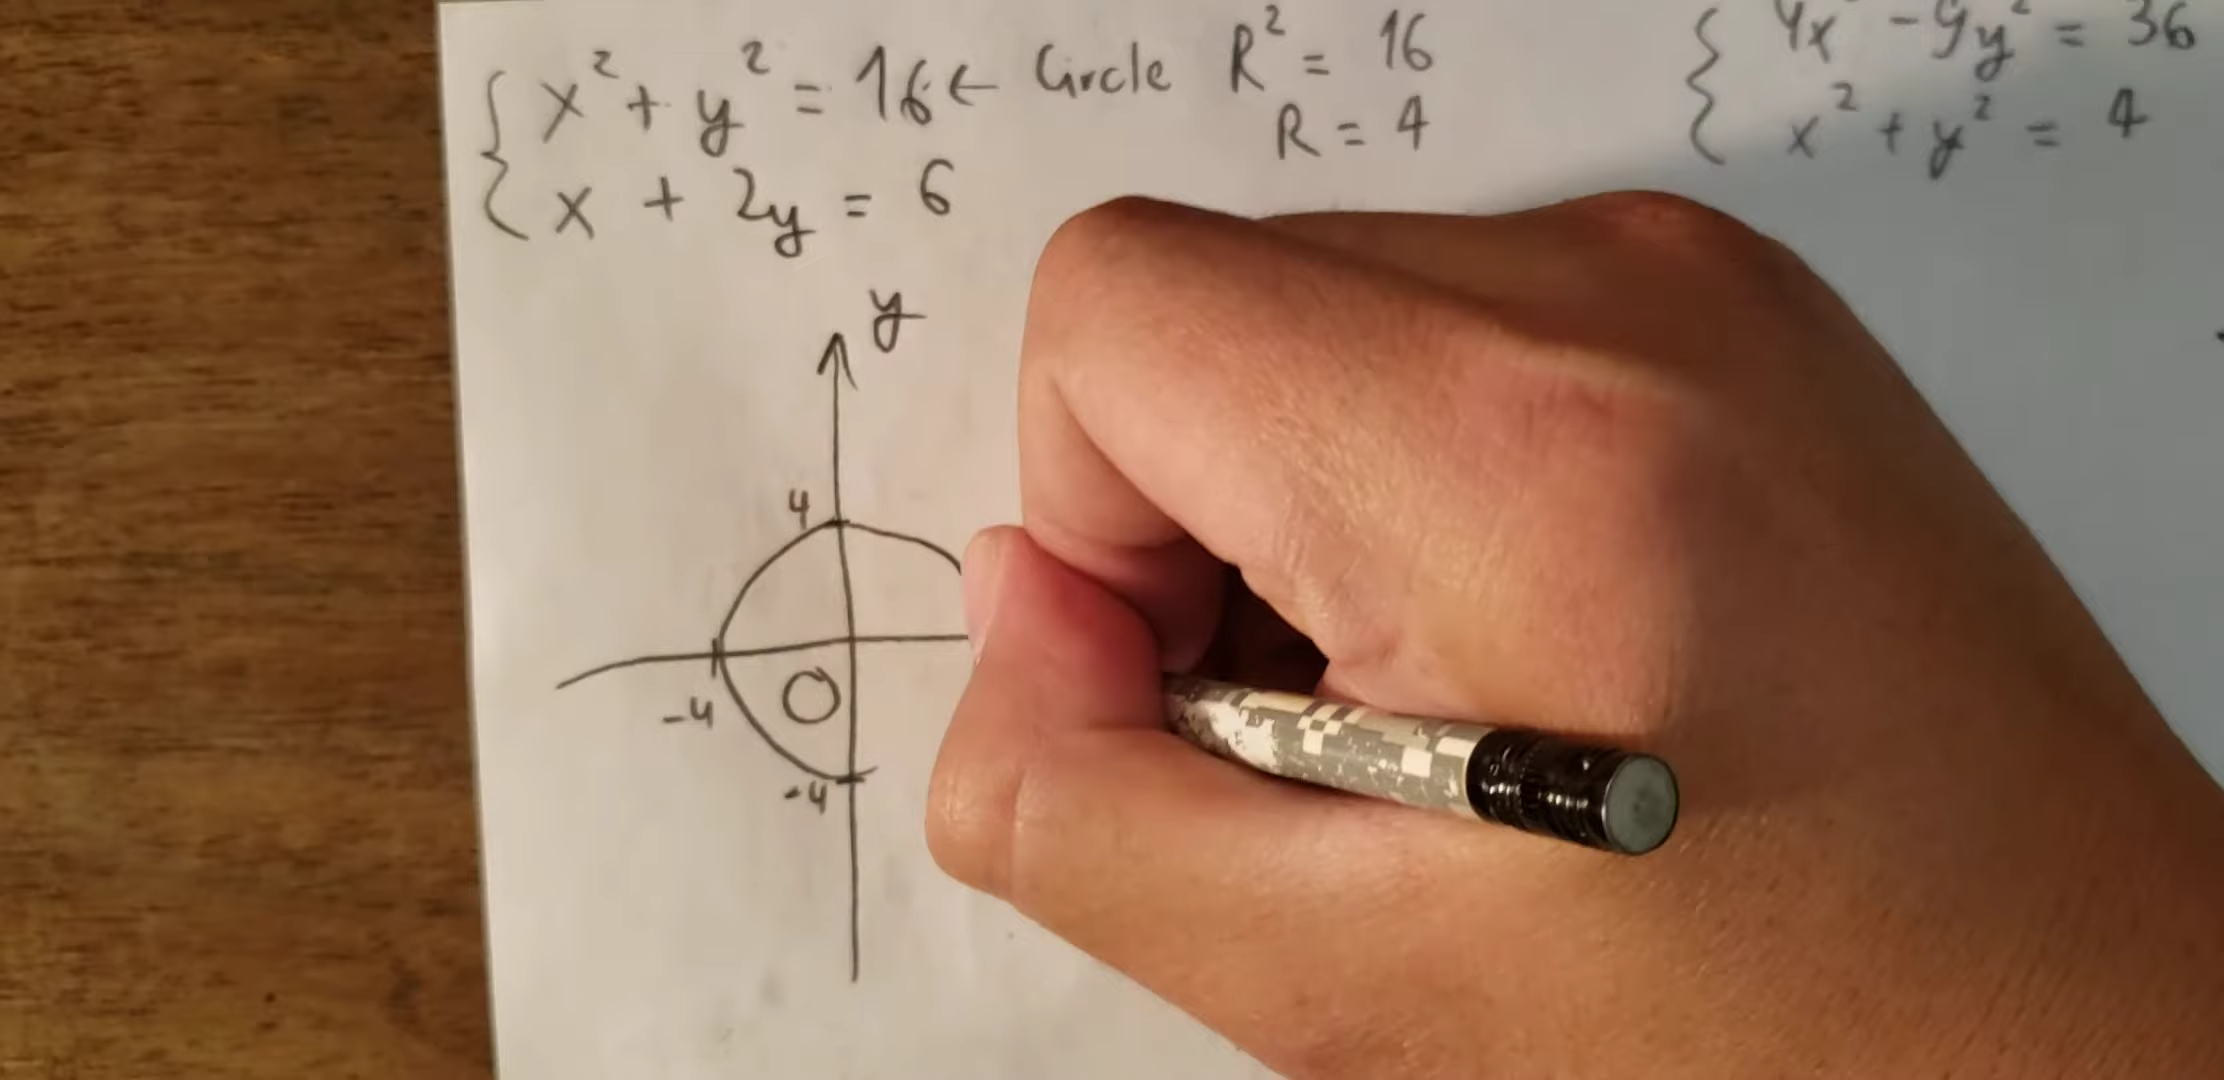 x² + y² = 16 ← Circle R² = 16
R = 4
x + 2y = 6
4x² - 9y² = 36
x² + y² = 4
y
4
-4
O
-4